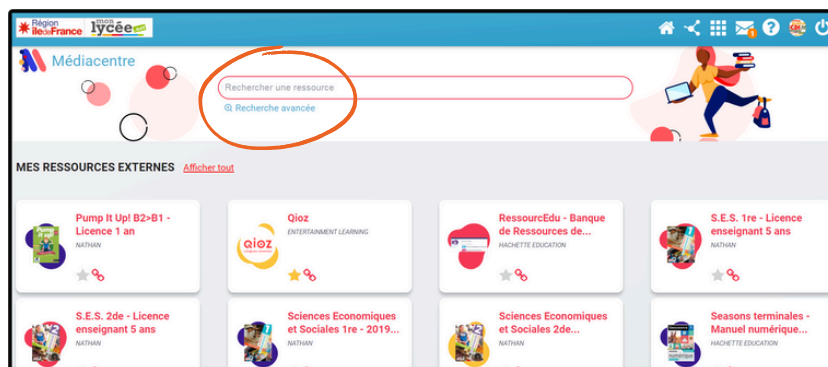 Région
îledeFrance
mon
lycée.net
1
?
Médiacentre
Rechercher une ressource
Recherche avancée
MES RESSOURCES EXTERNES Afficher tout
Pump It Up! B2>B1 -
Licence 1 an
NATHAN
Qioz
ENTERTAINMENT LEARNING
RessourcEdu - Banque
de Ressources de...
HACHETTE EDUCATION
S.E.S. 1re - Licence
enseignant 5 ans
NATHAN
qioz
S.E.S. 2de - Licence
enseignant 5 ans
NATHAN
Sciences Economiques
et Sociales 1re - 2019...
NATHAN
Sciences Economiques
et Sociales 2de...
NATHAN
Seasons terminales -
Manuel numérique...
HACHETTE EDUCATION
numérique